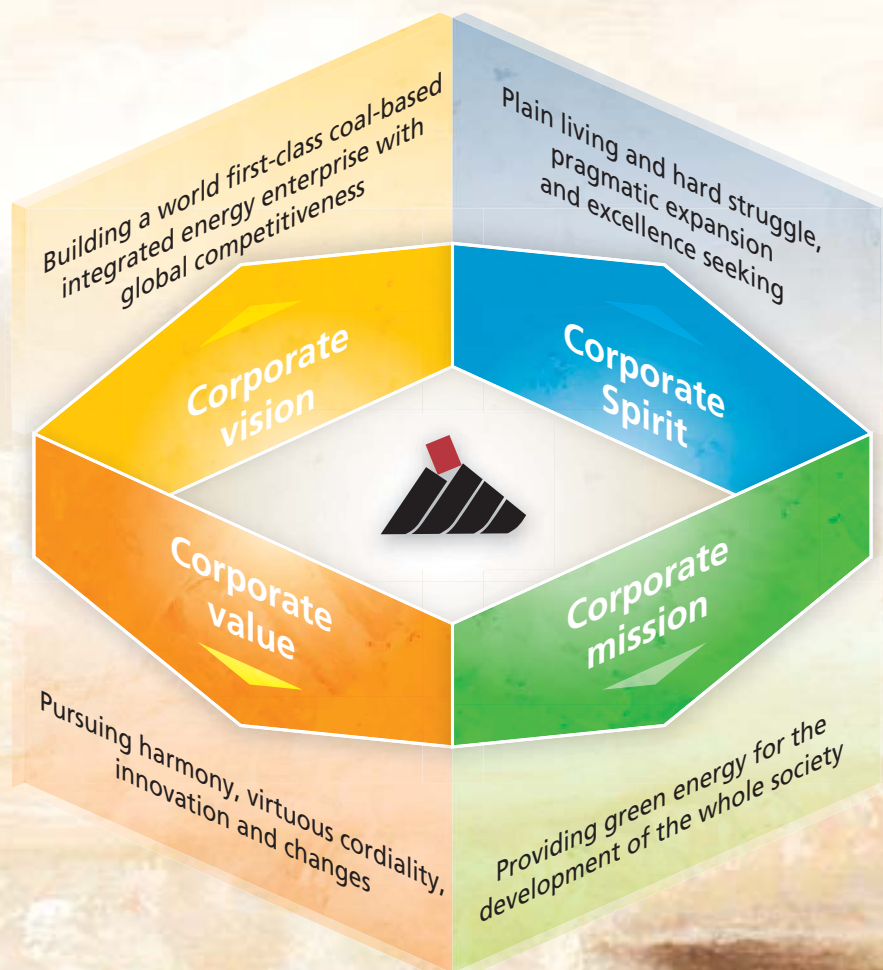 Building a world first-class coal-based
integrated energy enterprise with
global competitiveness
Corporate
vision
Plain living and hard struggle,
pragmatic expansion
and excellence seeking
Corporate
Spirit
Corporate
value
Pursuing harmony, virtuous cordiality,
innovation and changes
Corporate
mission
Providing green energy for the
development of the whole society